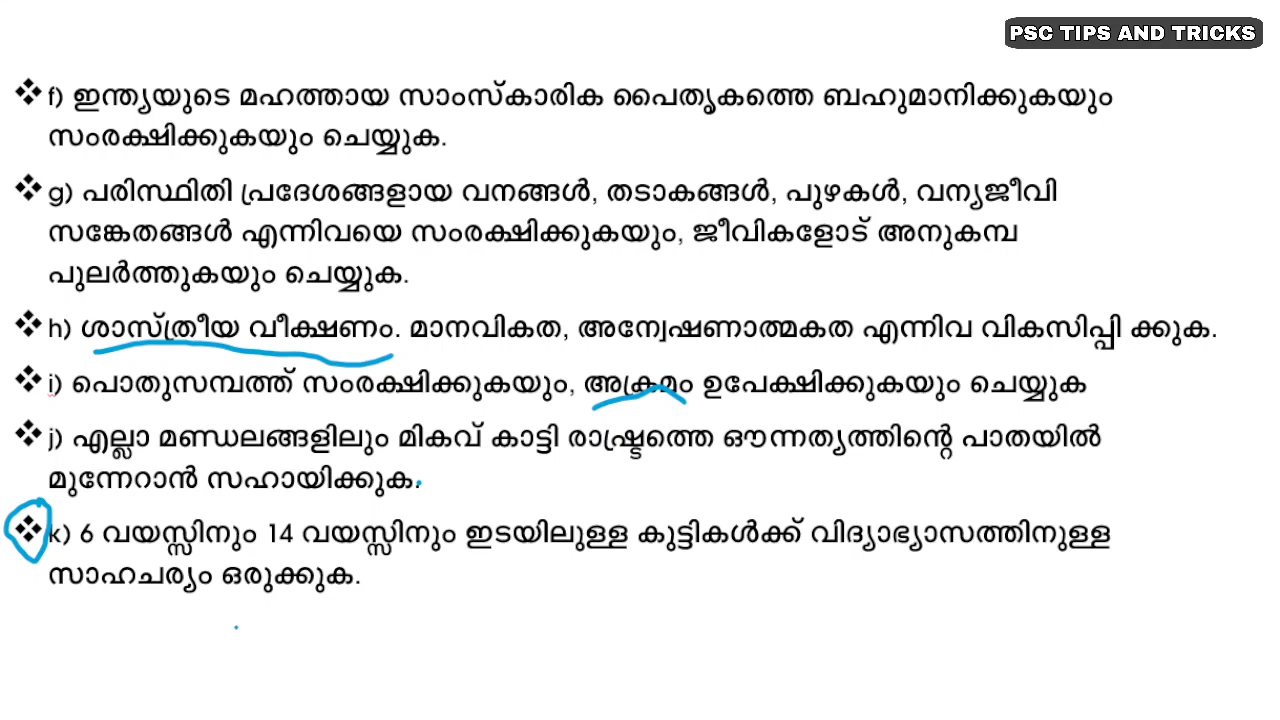 PSC TIPS AND TRICKS
❖ f) ഇന്ത്യയുടെ മഹത്തായ സാംസ്കാരിക പൈതൃകത്തെ ബഹുമാനിക്കുകയും
സംരക്ഷിക്കുകയും ചെയ്യുക.
❖ g) പരിസ്ഥിതി പ്രദേശങ്ങളായ വനങ്ങൾ, തടാകങ്ങൾ, പുഴകൾ, വന്യജീവി
സങ്കേതങ്ങൾ എന്നിവയെ സംരക്ഷിക്കുകയും, ജീവികളോട് അനുകമ്പ
പുലർത്തുകയും ചെയ്യുക.
❖ h) ശാസ്ത്രീയ വീക്ഷണം. മാനവികത, അന്വേഷണാത്മകത എന്നിവ വികസിപ്പി ക്കുക.
❖ i) പൊതുസമ്പത്ത് സംരക്ഷിക്കുകയും, അക്രമം ഉപേക്ഷിക്കുകയും ചെയ്യുക
❖ j) എല്ലാ മണ്ഡലങ്ങളിലും മികവ് കാട്ടി രാഷ്ട്രത്തെ ഔന്നത്യത്തിന്റെ പാതയിൽ
മുന്നേറാൻ സഹായിക്കുക.
❖ k) 6 വയസ്സിനും 14 വയസ്സിനും ഇടയിലുള്ള കുട്ടികൾക്ക് വിദ്യാഭ്യാസത്തിനുള്ള
സാഹചര്യം ഒരുക്കുക.